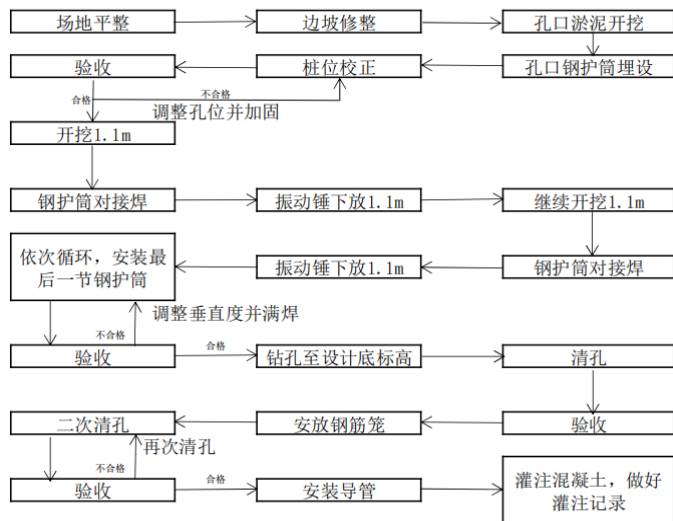 场地平整
边坡修整
孔口淤泥开挖
验收
桩位校正
孔口钢护筒埋设
合格
不合格
调整孔位并加固
开挖1.1m
钢护筒对接焊
振动锤下放1.1m
继续开挖1.1m
依次循环，安装最
后一节钢护筒
振动锤下放1.1m
钢护筒对接焊
调整垂直度并满焊
不合格
验收
合格
钻孔至设计底标高
清孔
二次清孔
安放钢筋笼
验收
再次清孔
不合格
验收
合格
安装导管
灌注混凝土，做好
灌注记录